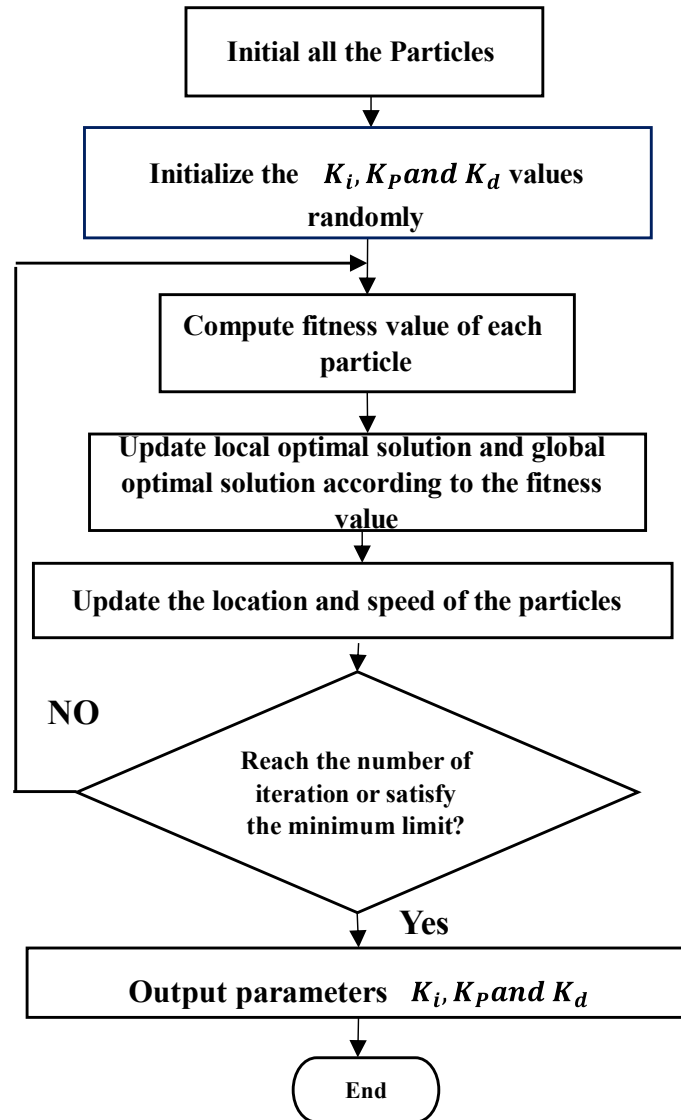 Initial all the Particles
Initialize the K_i, K_P and K_d values
randomly
Compute fitness value of each
particle
Update local optimal solution and global
optimal solution according to the fitness
value
Update the location and speed of the particles
NO
Reach the number of
iteration or satisfy
the minimum limit?
Yes
Output parameters K_i, K_P and K_d
End